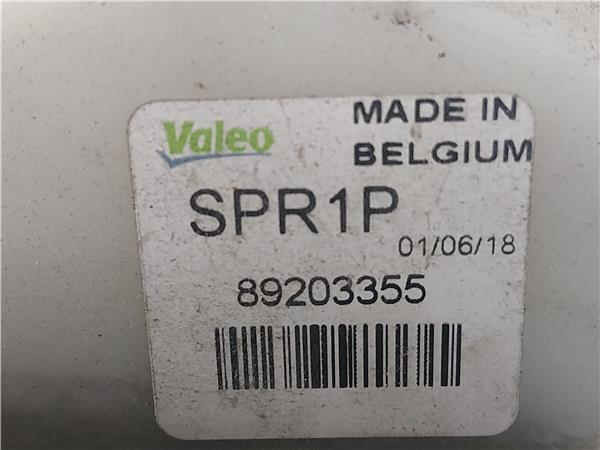 Valeo
MADE IN
BELGIUM
SPR1P
01/06/18
89203355